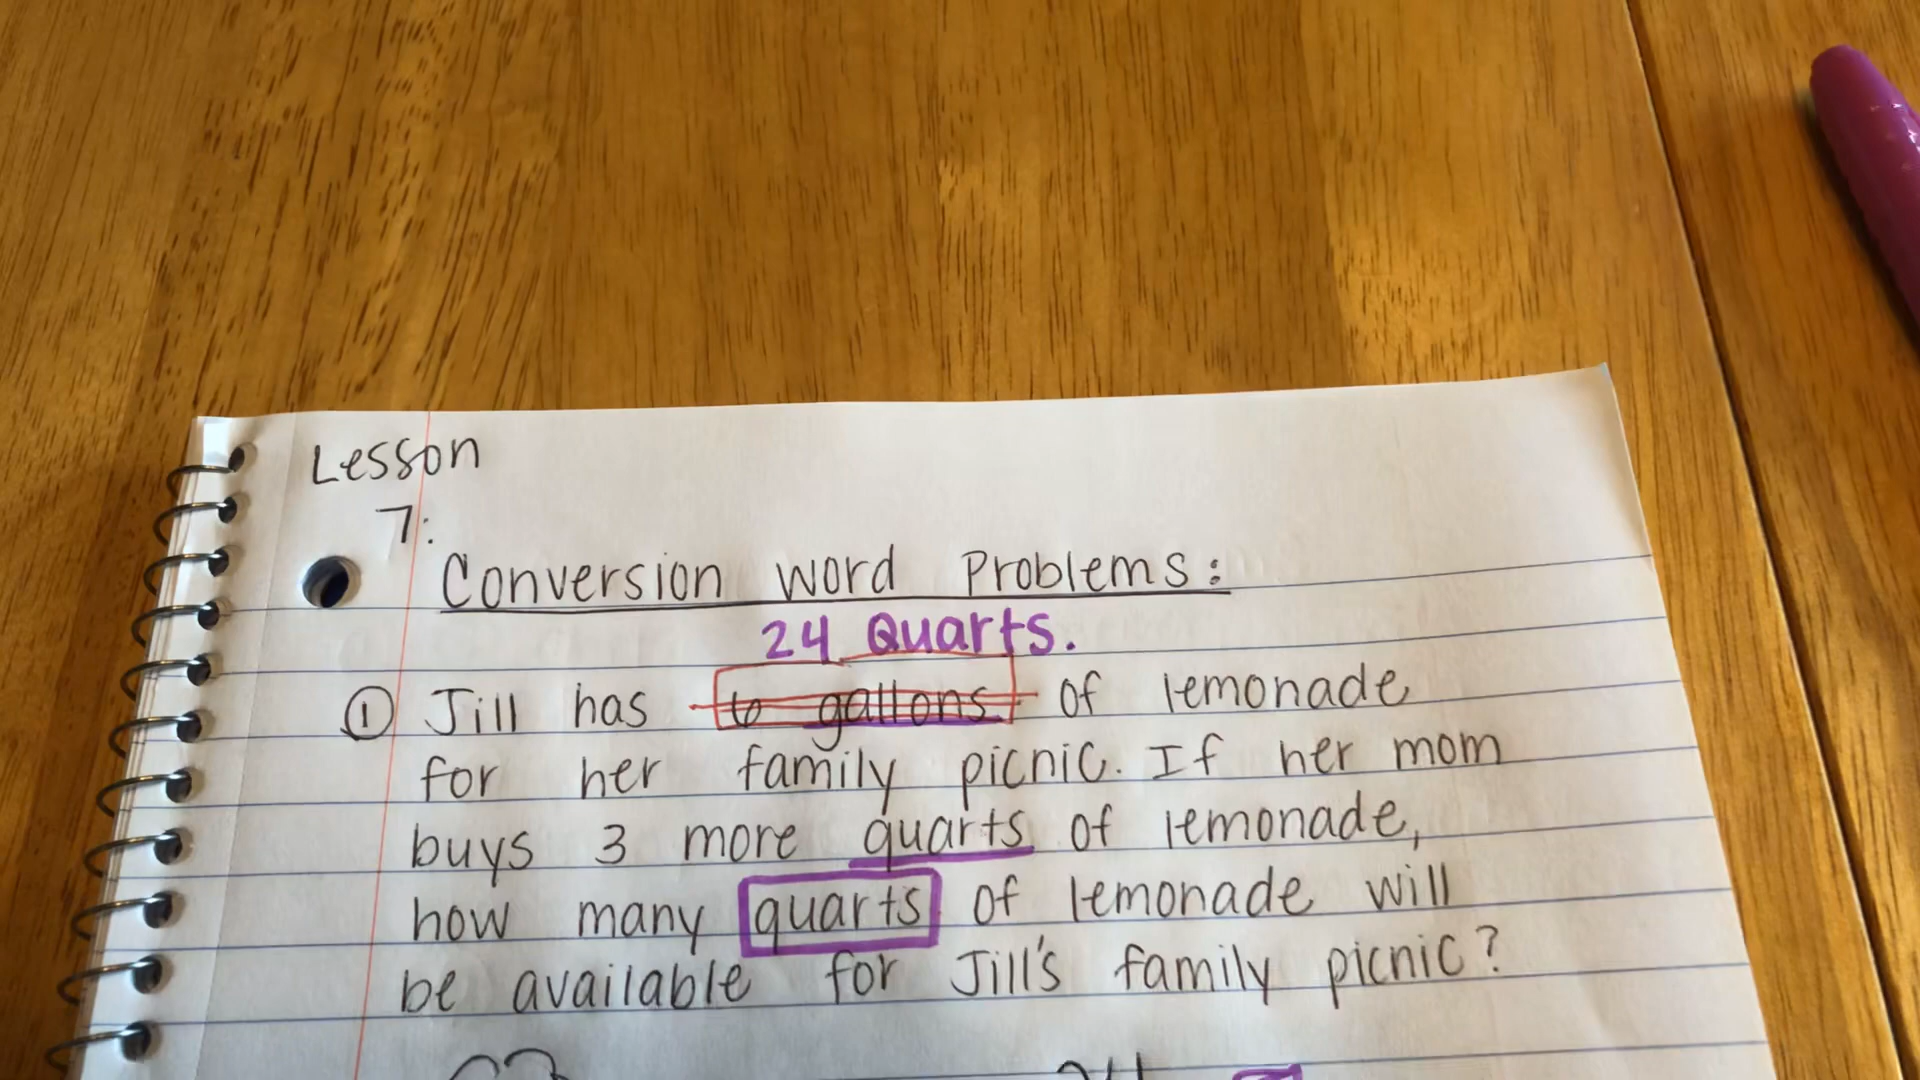 Lesson
7:
Conversion word Problems:
24 Quarts.
① Jill has 6 gallons of lemonade
for her family picnic. If her mom
buys 3 more quarts of lemonade,
how many quarts of lemonade will
be available for Jill's family picnic?